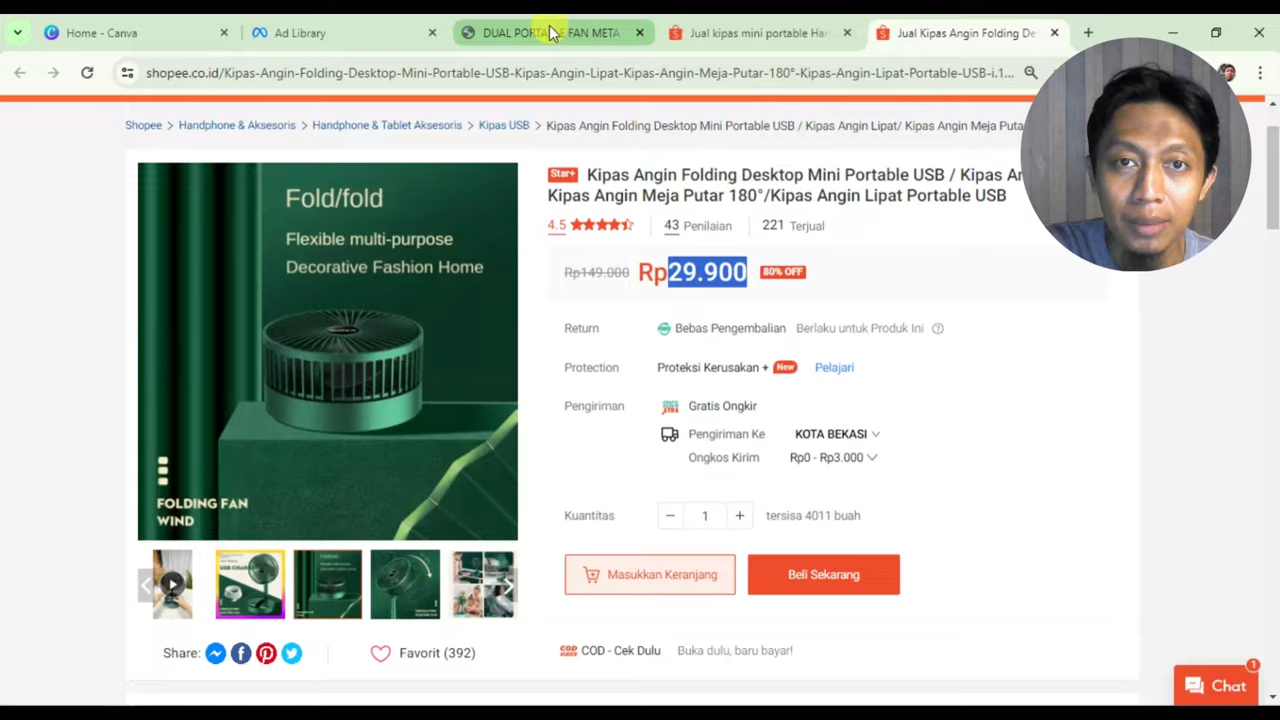 Home - Canva
Ad Library
DUAL PORTABLE FAN META
Jual kipas mini portable Har
Jual Kipas Angin Folding De
shopee.co.id/Kipas-Angin-Folding-Desktop-Mini-Portable-USB-Kipas-Angin-Lipat-Kipas-Angin-Meja-Putar-180°-Kipas-Angin-Lipat-Portable-USB-i.1...
Shopee > Handphone & Aksesoris > Handphone & Tablet Aksesoris > Kipas USB > Kipas Angin Folding Desktop Mini Portable USB / Kipas Angin Lipat/ Kipas Angin Meja Puta
Fold/fold
Flexible multi-purpose
Decorative Fashion Home
FOLDING FAN
WIND
Star+ Kipas Angin Folding Desktop Mini Portable USB / Kipas An
Kipas Angin Meja Putar 180°/Kipas Angin Lipat Portable USB
4.5 43 Penilaian 221 Terjual
Rp149.000 Rp29.900 80% OFF
Return Bebas Pengembalian Berlaku untuk Produk Ini
Protection Proteksi Kerusakan + New Pelajari
Pengiriman Gratis Ongkir
Pengiriman Ke KOTA BEKASI
Ongkos Kirim Rp0 - Rp3.000
Kuantitas - 1 + tersisa 4011 buah
Masukkan Keranjang Beli Sekarang
Share: Favorit (392)
COD - Cek Dulu Buka dulu, baru bayar!
Chat 1